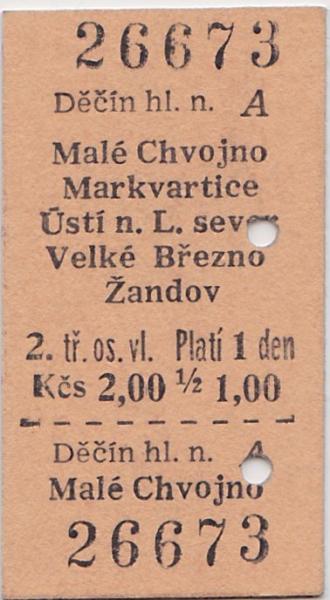 26673
Děčín hl. n. A
Malé Chvojno
Markvartice
Ústí n. L. sever
Velké Březno
Žandov
2. tř. os. vl. Platí 1 den
Kčs 2,00 ½ 1,00
Děčín hl. n. A
Malé Chvojno
26673